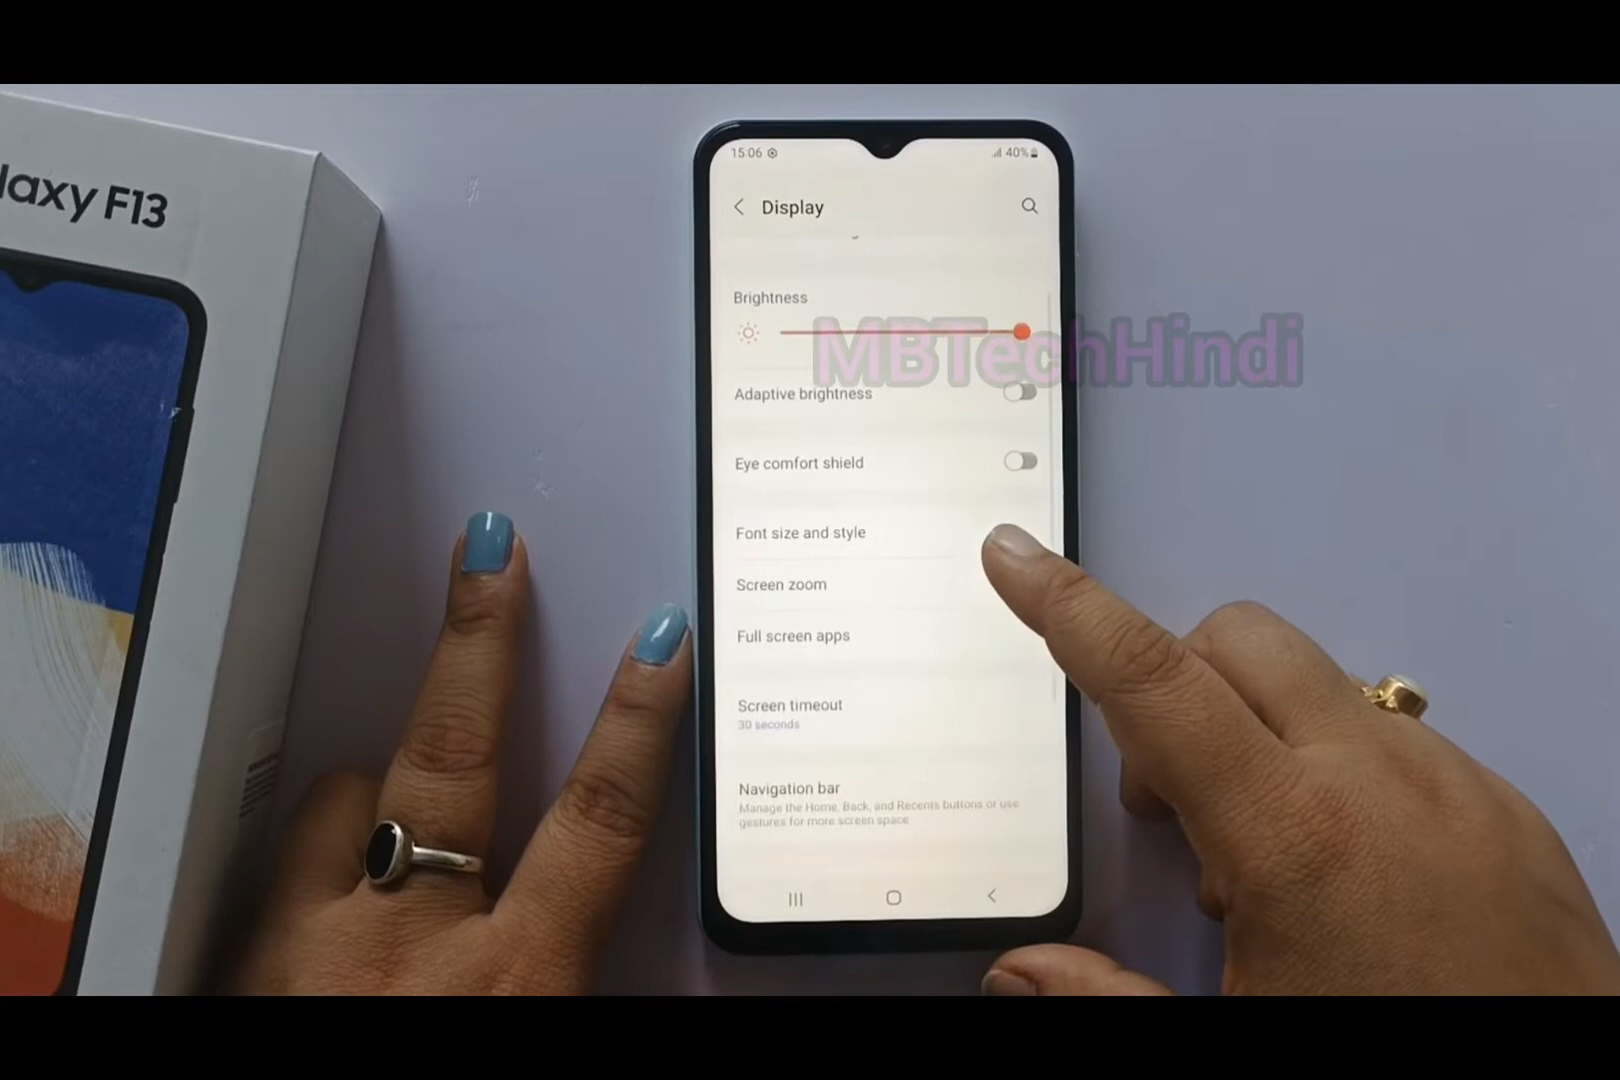 laxy F13
15:06
40%
Display
Brightness
MBTechHindi
Adaptive brightness
Eye comfort shield
Font size and style
Screen zoom
Full screen apps
Screen timeout
30 seconds
Navigation bar
Manage the Home, Back, and Recents buttons or use
gestures for more screen space